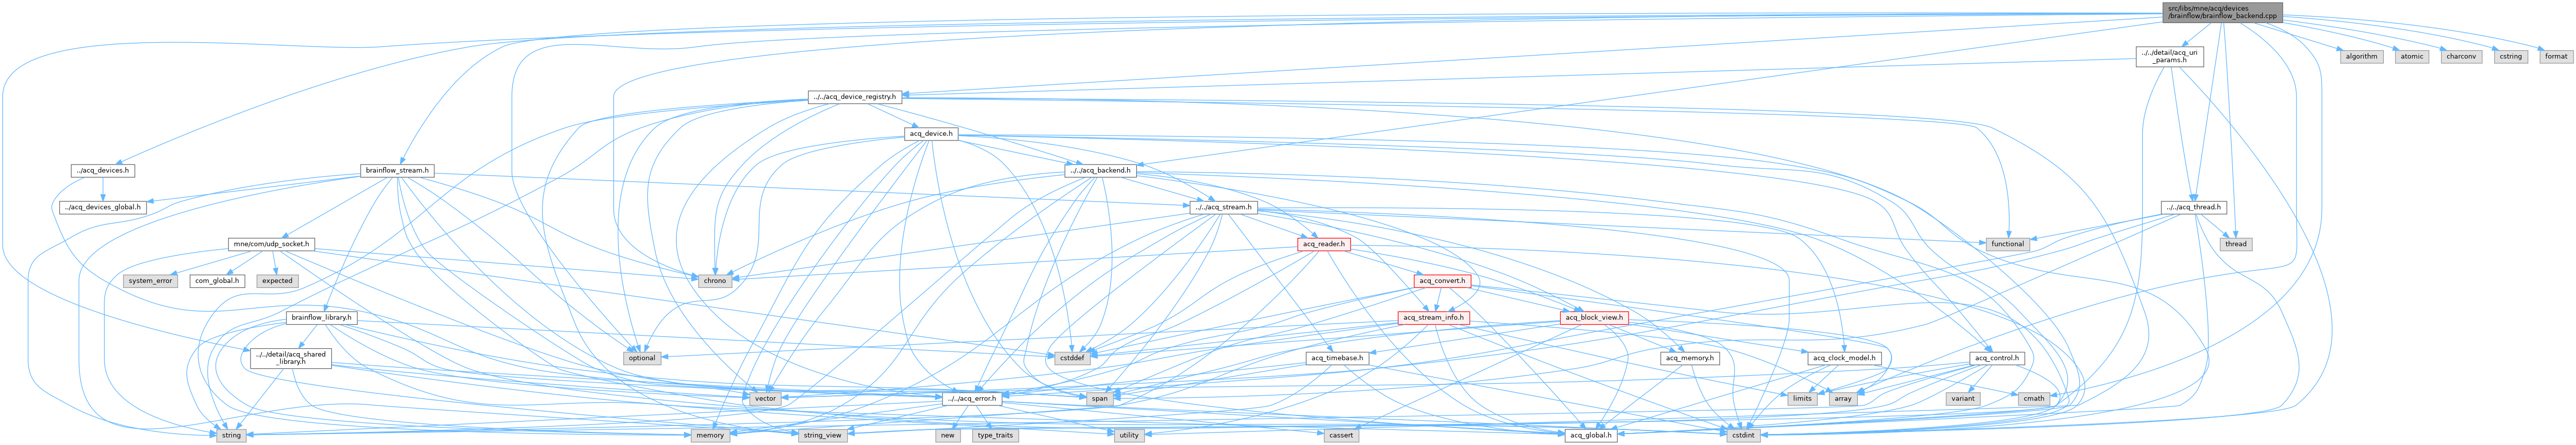 src/libs/mne/acq/devices
/brainflow/brainflow_backend.cpp
../../detail/acq_uri
_params.h
algorithm
atomic
charconv
cstring
format
../../acq_device_registry.h
acq_device.h
../acq_devices.h
brainflow_stream.h
../../acq_backend.h
../acq_devices_global.h
../../acq_stream.h
../../acq_thread.h
mne/com/udp_socket.h
acq_reader.h
functional
thread
system_error
com_global.h
expected
chrono
acq_convert.h
brainflow_library.h
acq_stream_info.h
acq_block_view.h
../../detail/acq_shared
_library.h
optional
cstddef
acq_timebase.h
acq_memory.h
acq_clock_model.h
acq_control.h
vector
../../acq_error.h
span
limits
array
variant
cmath
string
memory
string_view
new
type_traits
utility
cassert
acq_global.h
cstdint